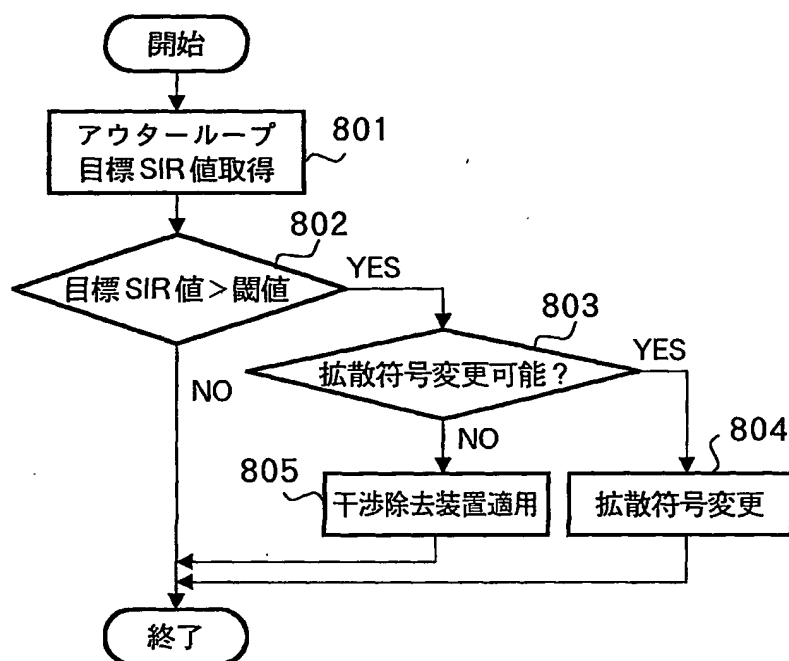 開始
アウターループ
目標SIR値取得
801
802
目標SIR値>閾値
YES
NO
803
拡散符号変更可能?
YES
NO
804
805
干渉除去装置適用
拡散符号変更
終了